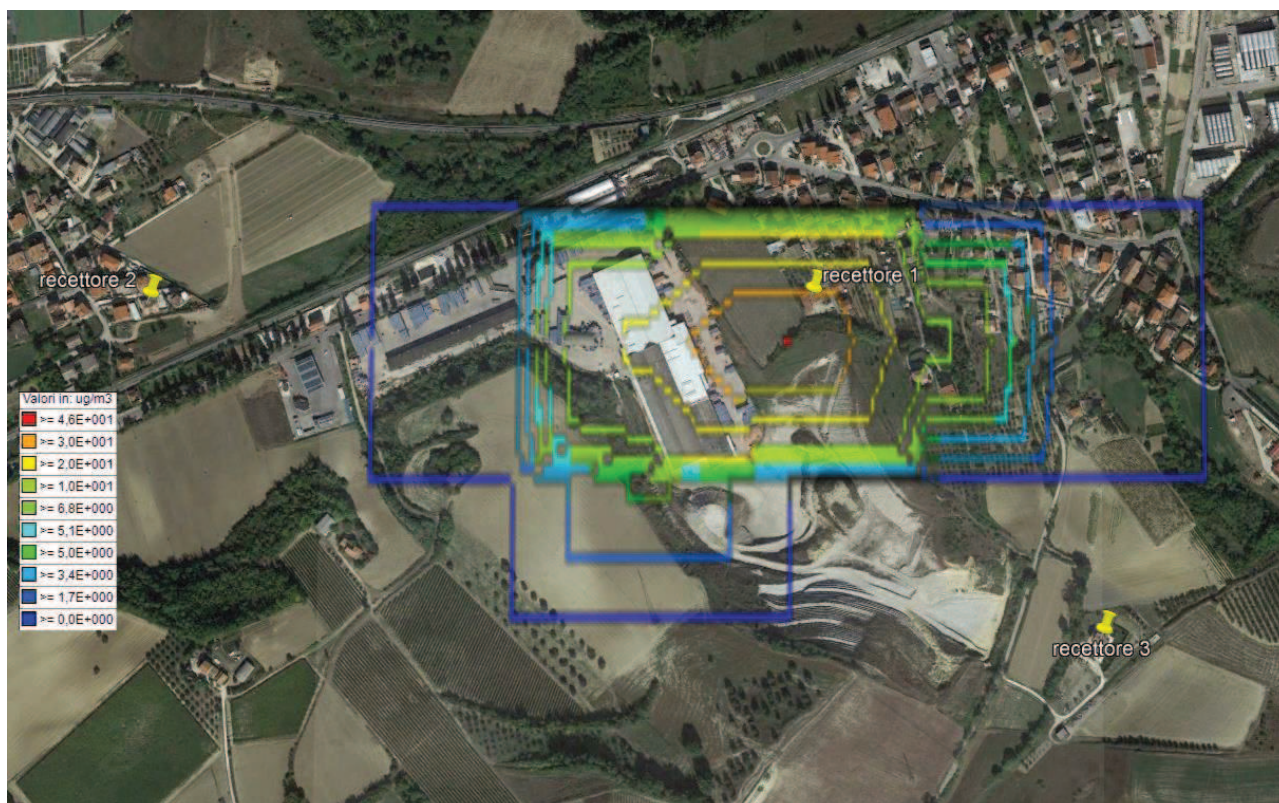 recettore 1
recettore 2
Valori in: ug/m3
>= 4,6E+001
>= 3,0E+001
>= 2,0E+001
>= 1,0E+001
>= 6,8E+000
>= 5,1E+000
>= 5,0E+000
>= 3,4E+000
>= 1,7E+000
>= 0,0E+000
recettore 3